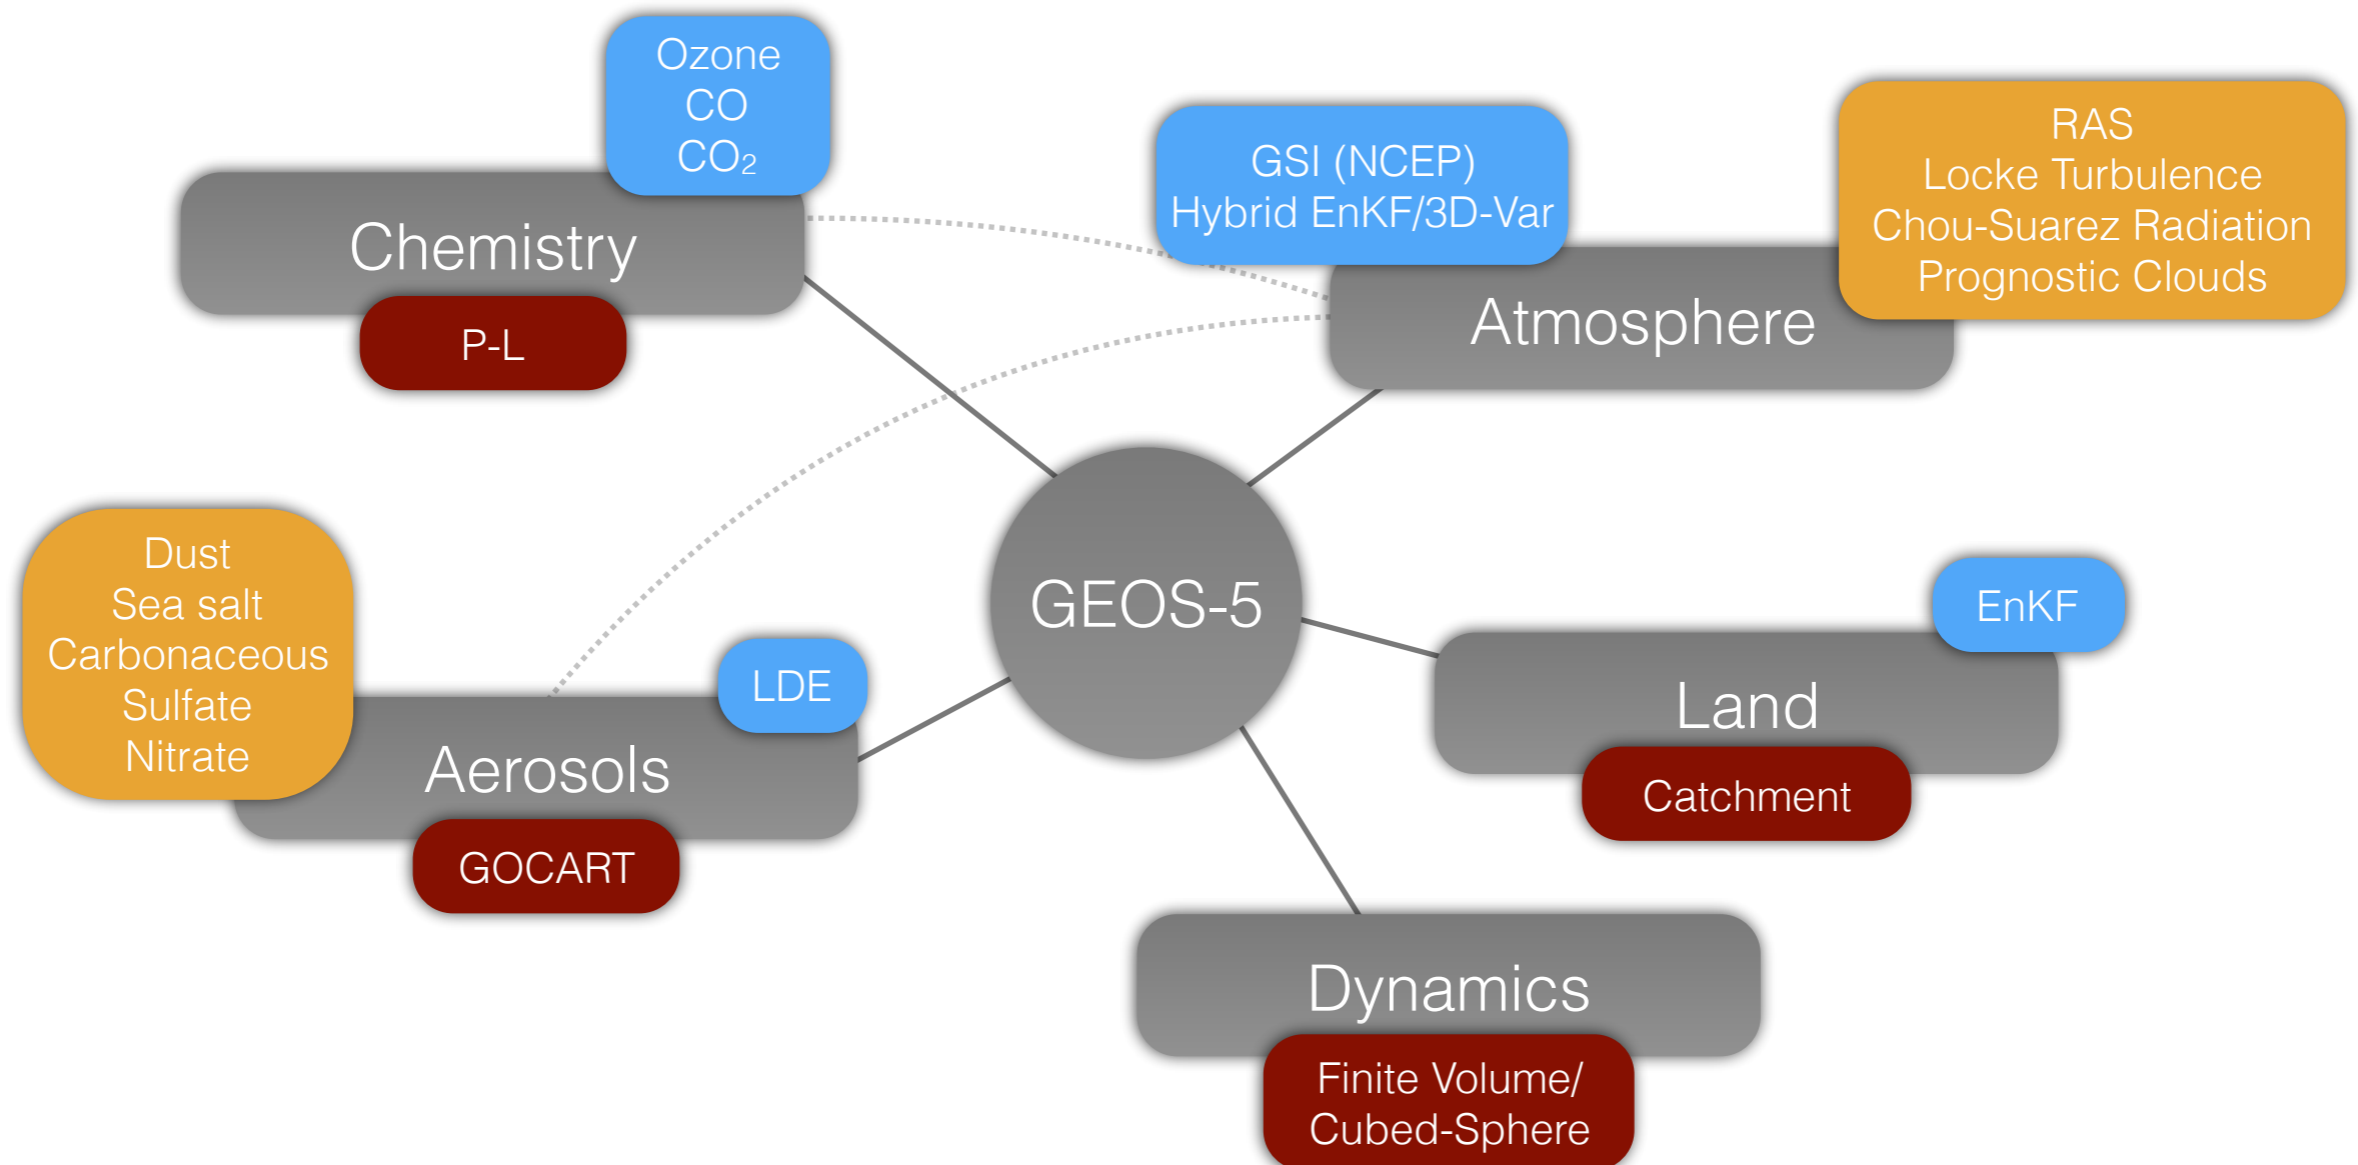 Ozone
CO
CO₂
Chemistry
P-L
GSI (NCEP)
Hybrid EnKF/3D-Var
RAS
Locke Turbulence
Chou-Suarez Radiation
Prognostic Clouds
Atmosphere
GEOS-5
Dust
Sea salt
Carbonaceous
Sulfate
Nitrate
LDE
Aerosols
GOCART
EnKF
Land
Catchment
Dynamics
Finite Volume/
Cubed-Sphere